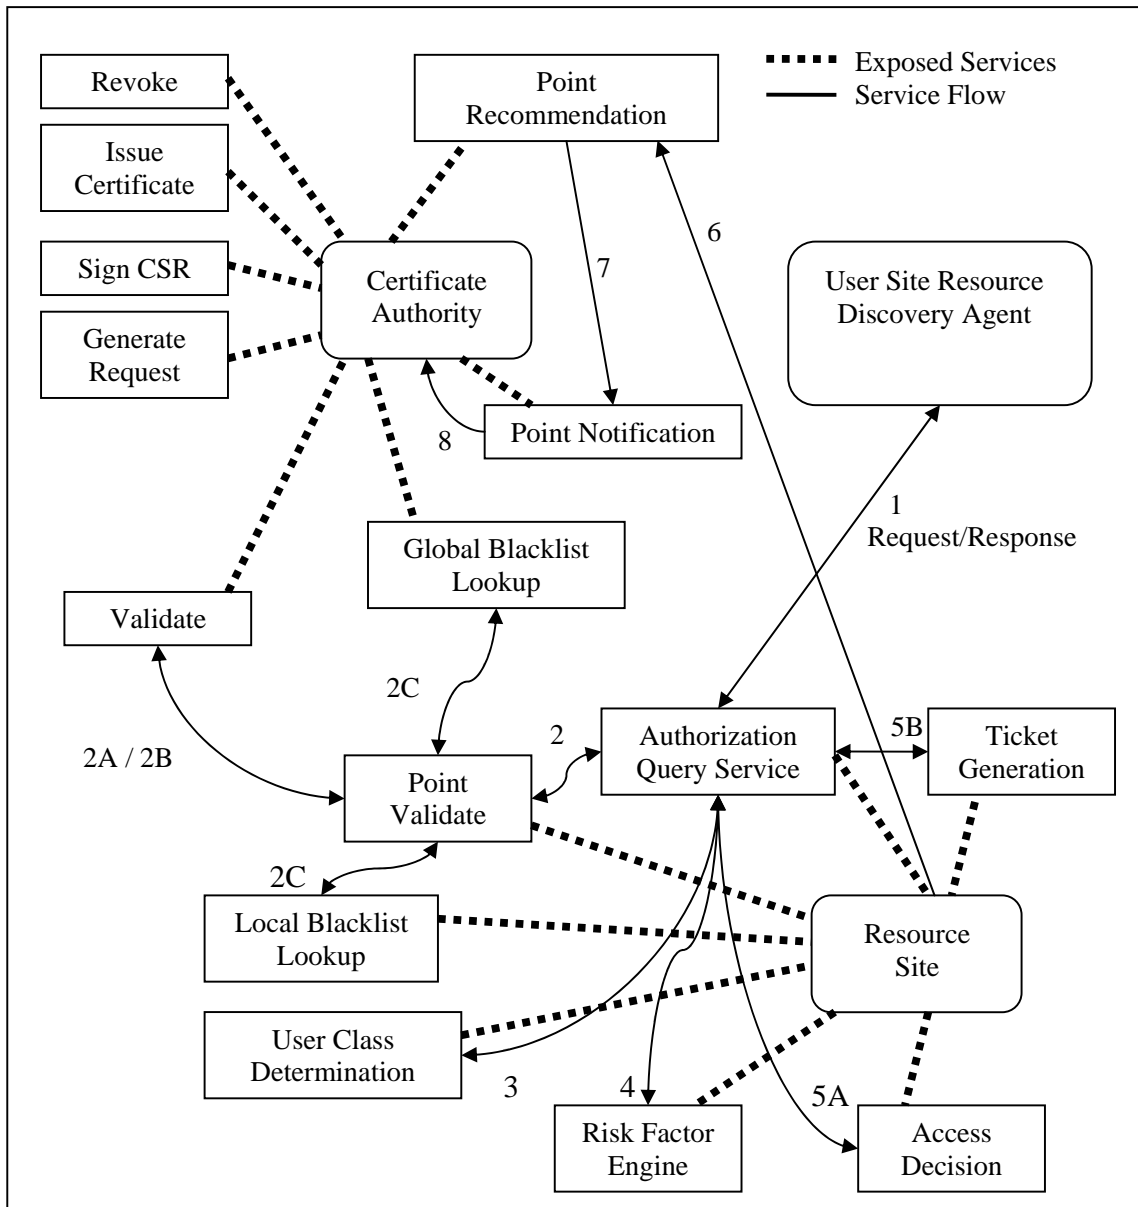 Revoke
Point
Recommendation
Exposed Services
Service Flow
Issue
Certificate
6
Sign CSR
Certificate
Authority
7
User Site Resource
Discovery Agent
Generate
Request
8
Point Notification
1
Request/Response
Global Blacklist
Lookup
Validate
2C
2A / 2B
2
Authorization
Query Service
5B
Ticket
Generation
Point
Validate
2C
Local Blacklist
Lookup
Resource
Site
User Class
Determination
3
4
5A
Risk Factor
Engine
Access
Decision